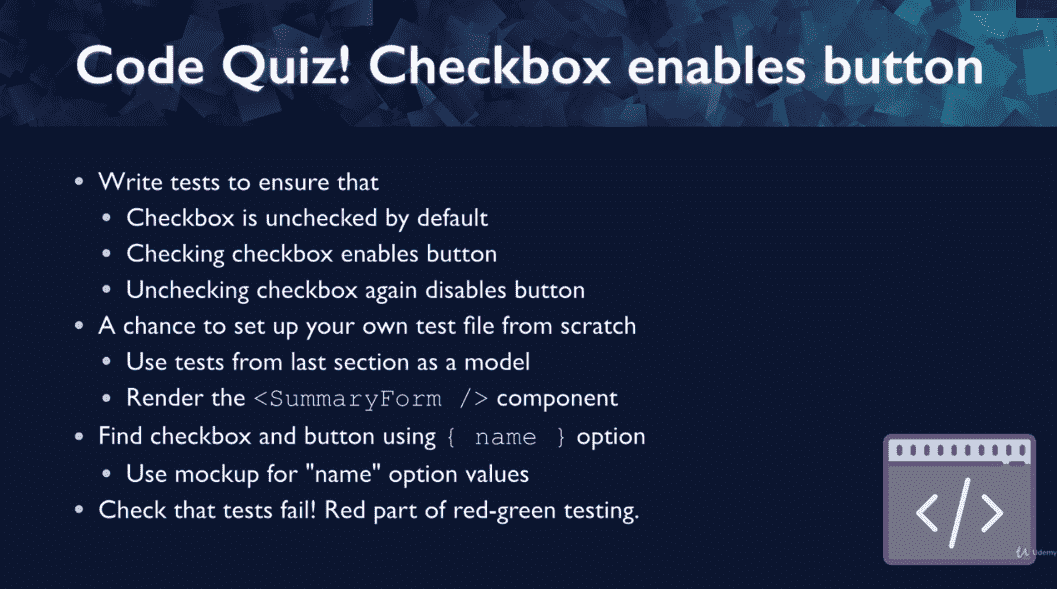 Code Quiz! Checkbox enables button
• Write tests to ensure that
• Checkbox is unchecked by default
• Checking checkbox enables button
• Unchecking checkbox again disables button
• A chance to set up your own test file from scratch
• Use tests from last section as a model
• Render the <SummaryForm /> component
• Find checkbox and button using { name } option
• Use mockup for "name" option values
• Check that tests fail! Red part of red-green testing.
</>
Udemy